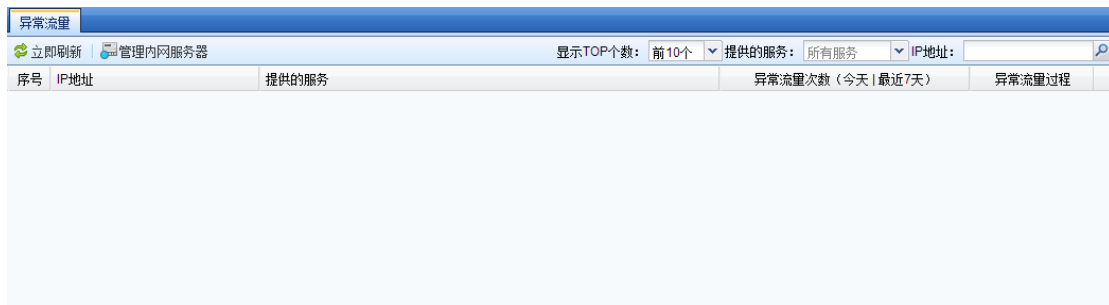 异常流量
立即刷新 管理内网服务器 显示TOP个数： 前10个 提供的服务： 所有服务 IP地址：
序号 IP地址 提供的服务 异常流量次数（今天|最近7天） 异常流量过程